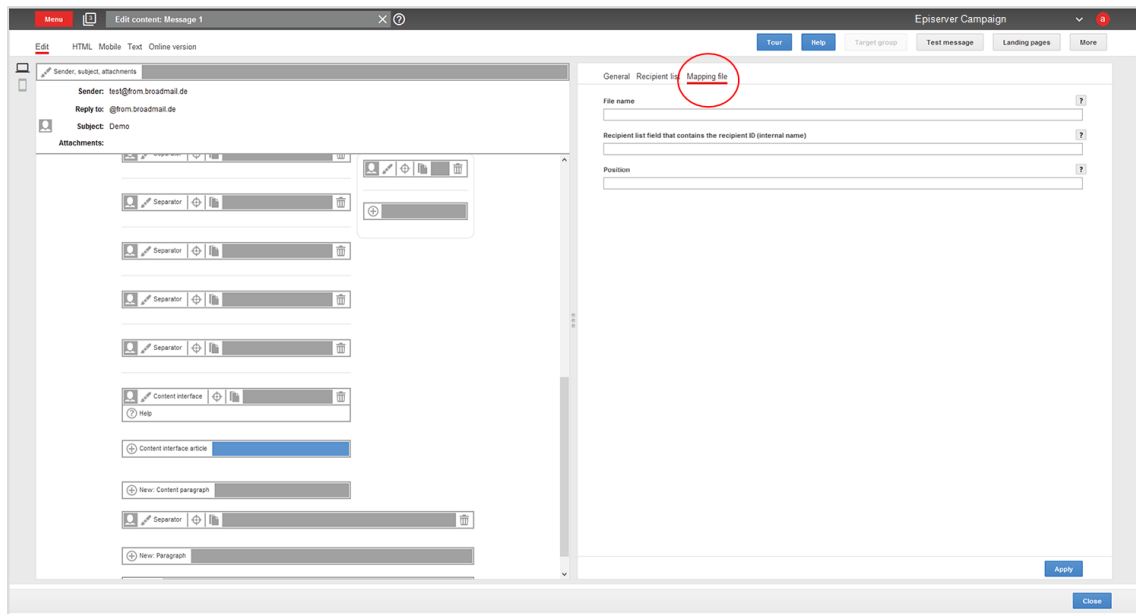 Menu 3 Edit content: Message 1 Episerver Campaign a
Edit HTML Mobile Text Online version Tour Help Target group Test message Landing pages More
Sender, subject, attachments
Sender: test@from.broadmail.de
Reply to: @from.broadmail.de
Subject: Demo
Attachments:
Separator
Separator
Separator
Separator
Separator
Content interface
? Help
Content interface article
New: Content paragraph
Separator
New: Paragraph
General Recipient list Mapping file
File name ?
Recipient list field that contains the recipient ID (internal name) ?
Position ?
Apply
Close